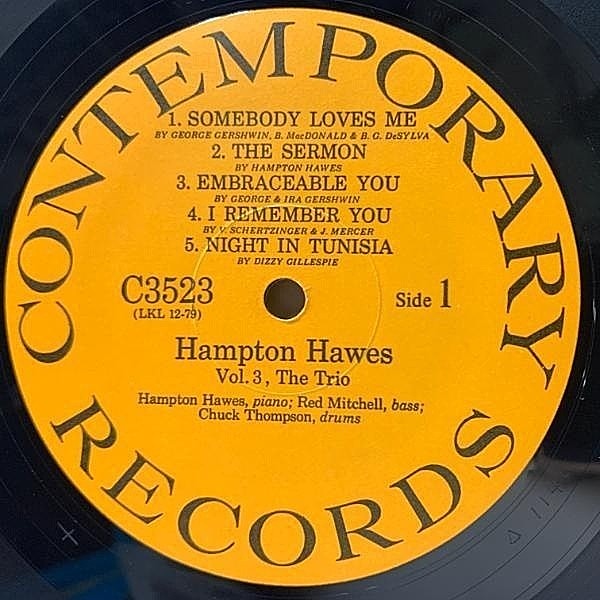 CONTEMPORARY
1. SOMEBODY LOVES ME
BY GEORGE GERSHWIN, B. MacDONALD & B. G. DeSYLVA
2. THE SERMON
BY HAMPTON HAWES
3. EMBRACEABLE YOU
BY GEORGE & IRA GERSHWIN
4. I REMEMBER YOU
BY V. SCHERTZINGER & J. MERCER
5. NIGHT IN TUNISIA
BY DIZZY GILLESPIE
C3523
(LKL 12-79)
Side 1
Hampton Hawes
Vol. 3, The Trio
Hampton Hawes, piano; Red Mitchell, bass;
Chuck Thompson, drums
RECORDS